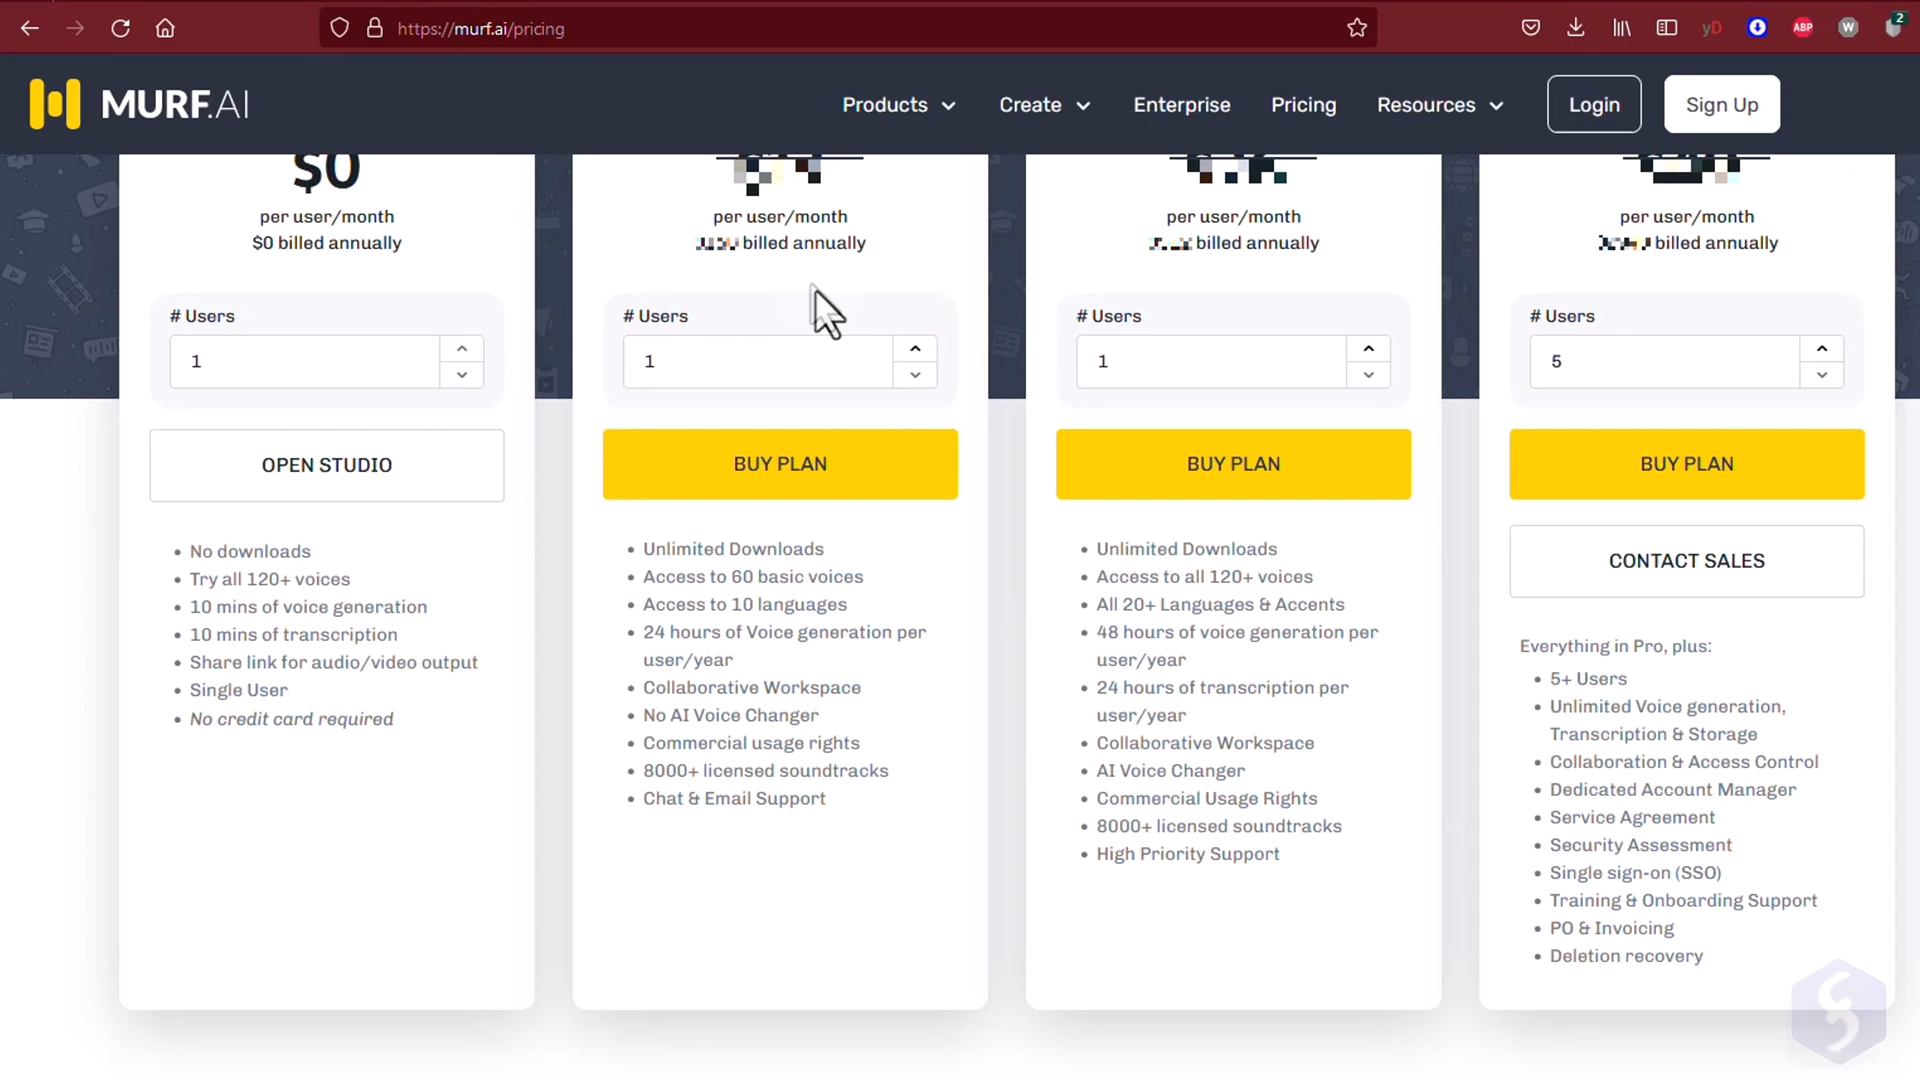 https://murf.ai/pricing
yD
ABP
W
2
MURF.AI
Products
Create
Enterprise
Pricing
Resources
Login
Sign Up
$0
per user/month
$0 billed annually
# Users
1
OPEN STUDIO
No downloads
Try all 120+ voices
10 mins of voice generation
10 mins of transcription
Share link for audio/video output
Single User
No credit card required
per user/month
billed annually
# Users
1
BUY PLAN
Unlimited Downloads
Access to 60 basic voices
Access to 10 languages
24 hours of Voice generation per
user/year
Collaborative Workspace
No AI Voice Changer
Commercial usage rights
8000+ licensed soundtracks
Chat & Email Support
per user/month
billed annually
# Users
1
BUY PLAN
Unlimited Downloads
Access to all 120+ voices
All 20+ Languages & Accents
48 hours of voice generation per
user/year
24 hours of transcription per
user/year
Collaborative Workspace
AI Voice Changer
Commercial Usage Rights
8000+ licensed soundtracks
High Priority Support
per user/month
billed annually
# Users
5
BUY PLAN
CONTACT SALES
Everything in Pro, plus:
5+ Users
Unlimited Voice generation,
Transcription & Storage
Collaboration & Access Control
Dedicated Account Manager
Service Agreement
Security Assessment
Single sign-on (SSO)
Training & Onboarding Support
PO & Invoicing
Deletion recovery